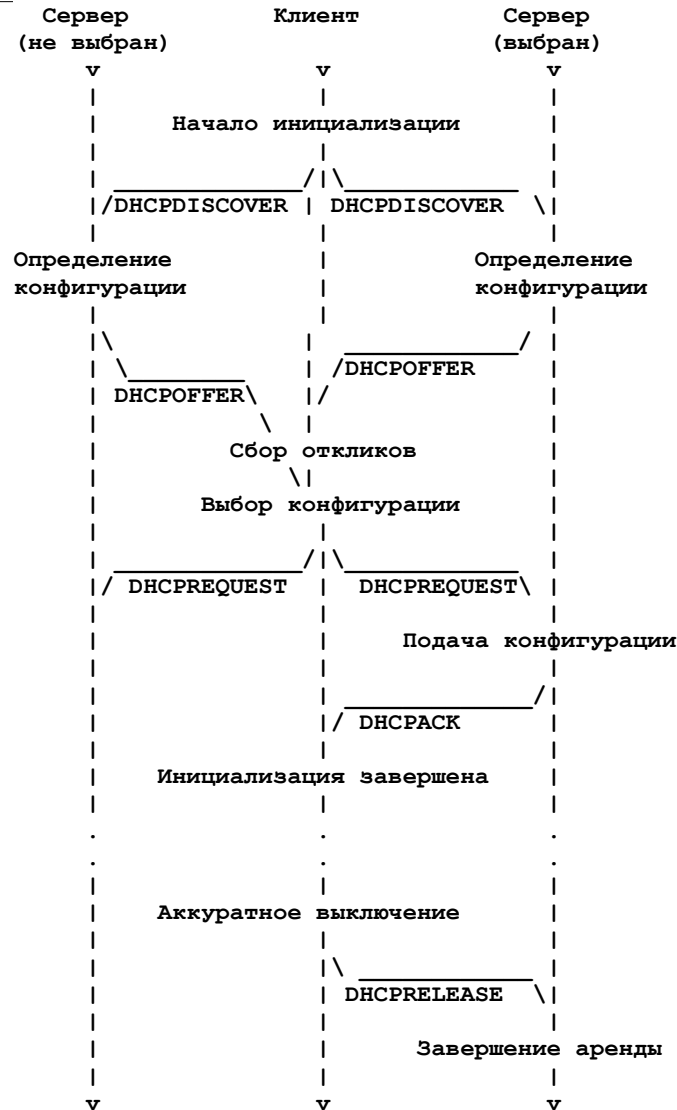 Сервер Клиент Сервер
(не выбран) (выбран)
v v v
Начало инициализации
DHCPDISCOVER DHCPDISCOVER
Определение Определение
конфигурации конфигурации
DHCPOFFER
DHCPOFFER
Сбор откликов
Выбор конфигурации
DHCPREQUEST DHCPREQUEST
Подача конфигурации
DHCPACK
Инициализация завершена
Аккуратное выключение
DHCPRELEASE
Завершение аренды
v v v